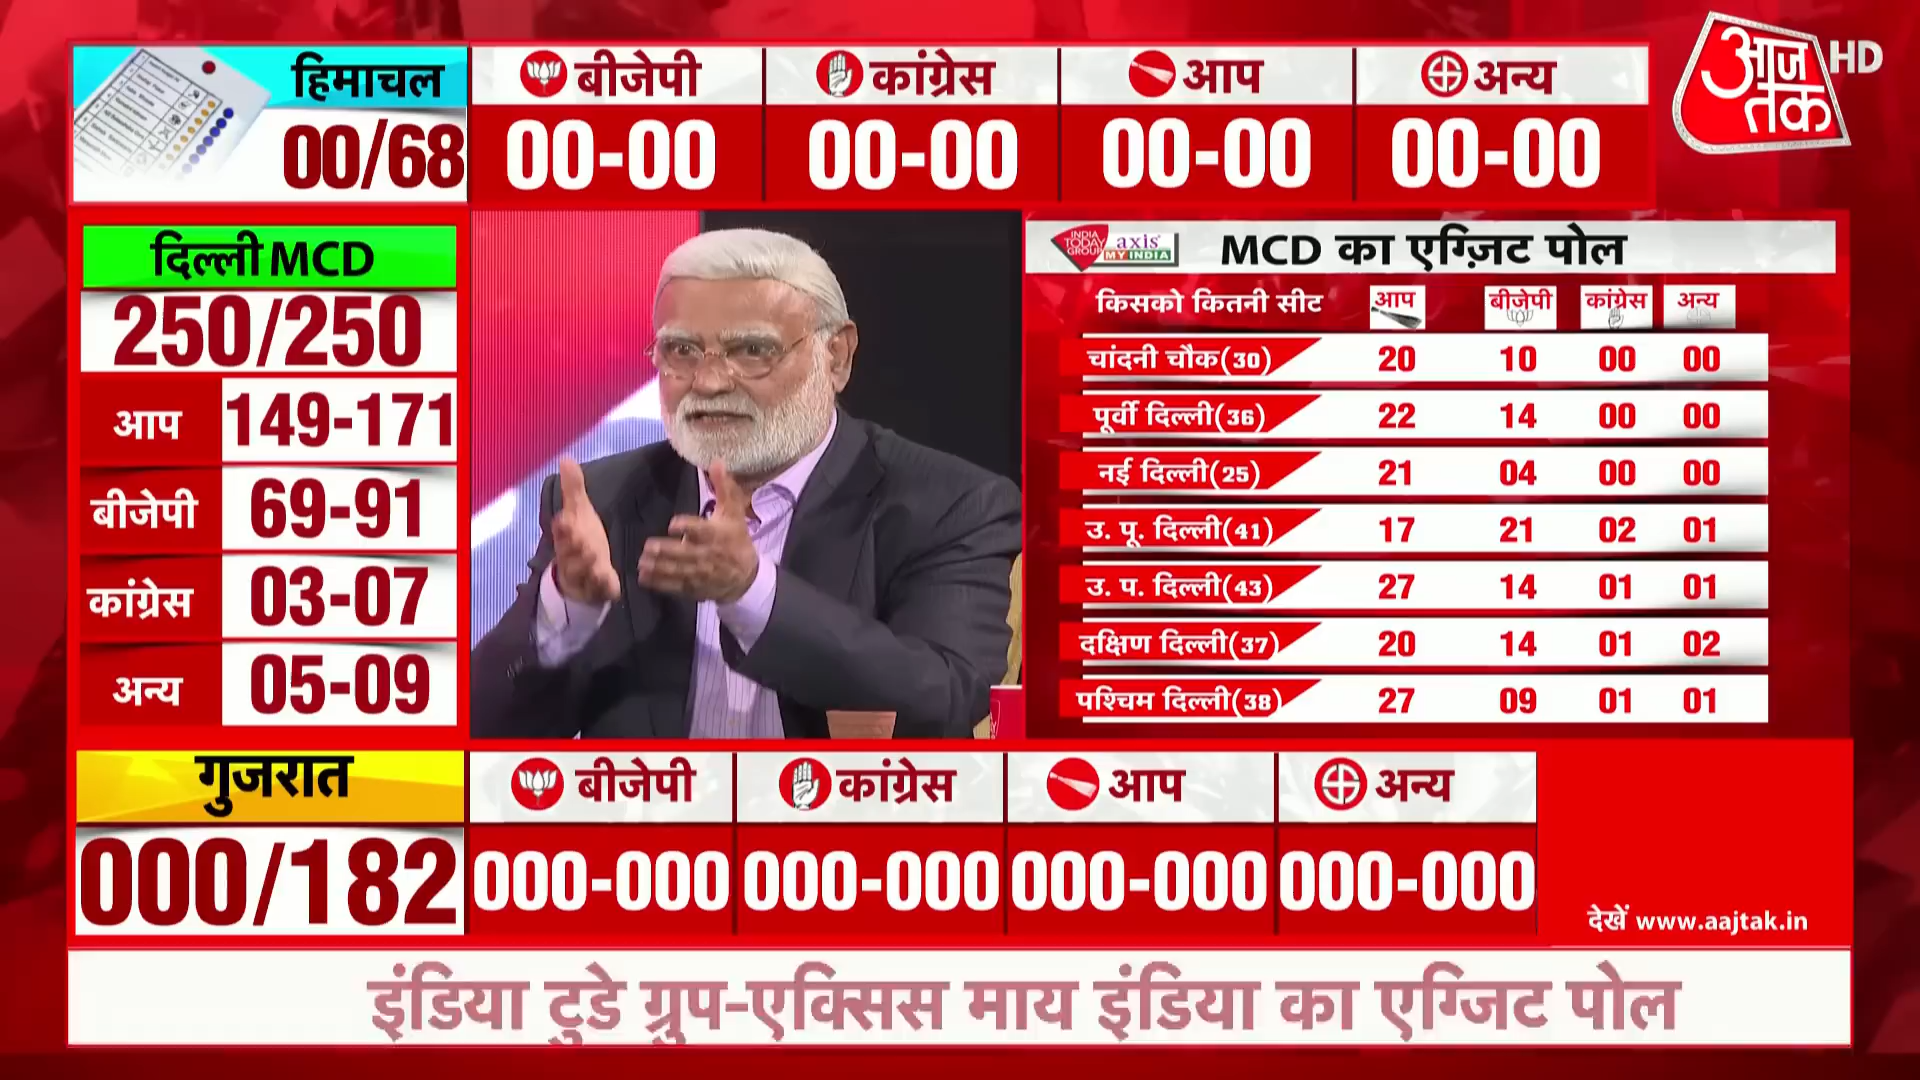 हिमाचल
00/68
बीजेपी
00-00
कांग्रेस
00-00
आप
00-00
अन्य
00-00
आज तक HD
दिल्ली MCD
250/250
आप 149-171
बीजेपी 69-91
कांग्रेस 03-07
अन्य 05-09
INDIA TODAY GROUP axis MY INDIA MCD का एग्ज़िट पोल
किसको कितनी सीट आप बीजेपी कांग्रेस अन्य
चांदनी चौक(30) 20 10 00 00
पूर्वी दिल्ली(36) 22 14 00 00
नई दिल्ली(25) 21 04 00 00
उ. पू. दिल्ली(41) 17 21 02 01
उ. प. दिल्ली(43) 27 14 01 01
दक्षिण दिल्ली(37) 20 14 01 02
पश्चिम दिल्ली(38) 27 09 01 01
गुजरात
000/182
बीजेपी
000-000
कांग्रेस
000-000
आप
000-000
अन्य
000-000
देखें www.aajtak.in
इंडिया टुडे ग्रुप-एक्सिस माय इंडिया का एग्जिट पोल